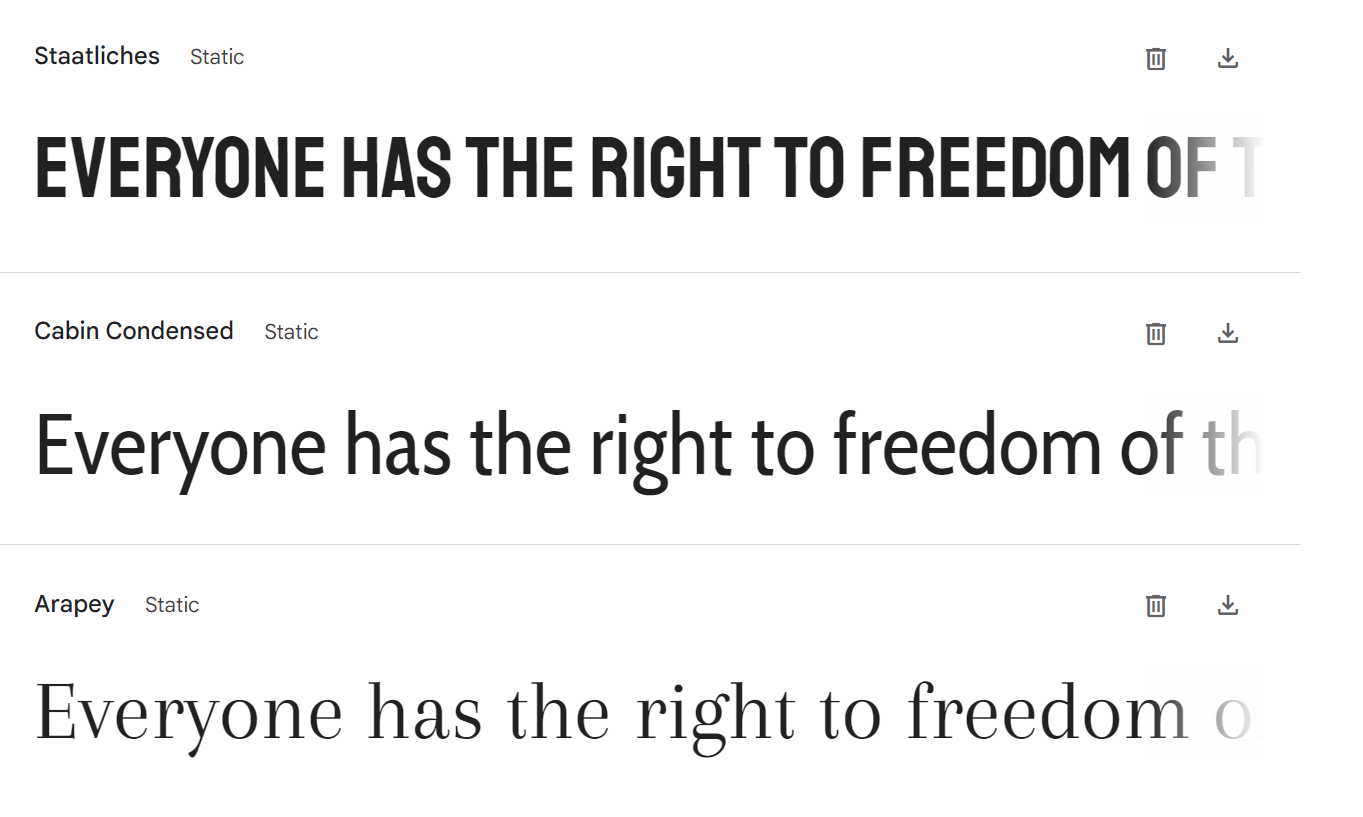 Staatliches Static
EVERYONE HAS THE RIGHT TO FREEDOM OF T
Cabin Condensed Static
Everyone has the right to freedom of th
Arapey Static
Everyone has the right to freedom o